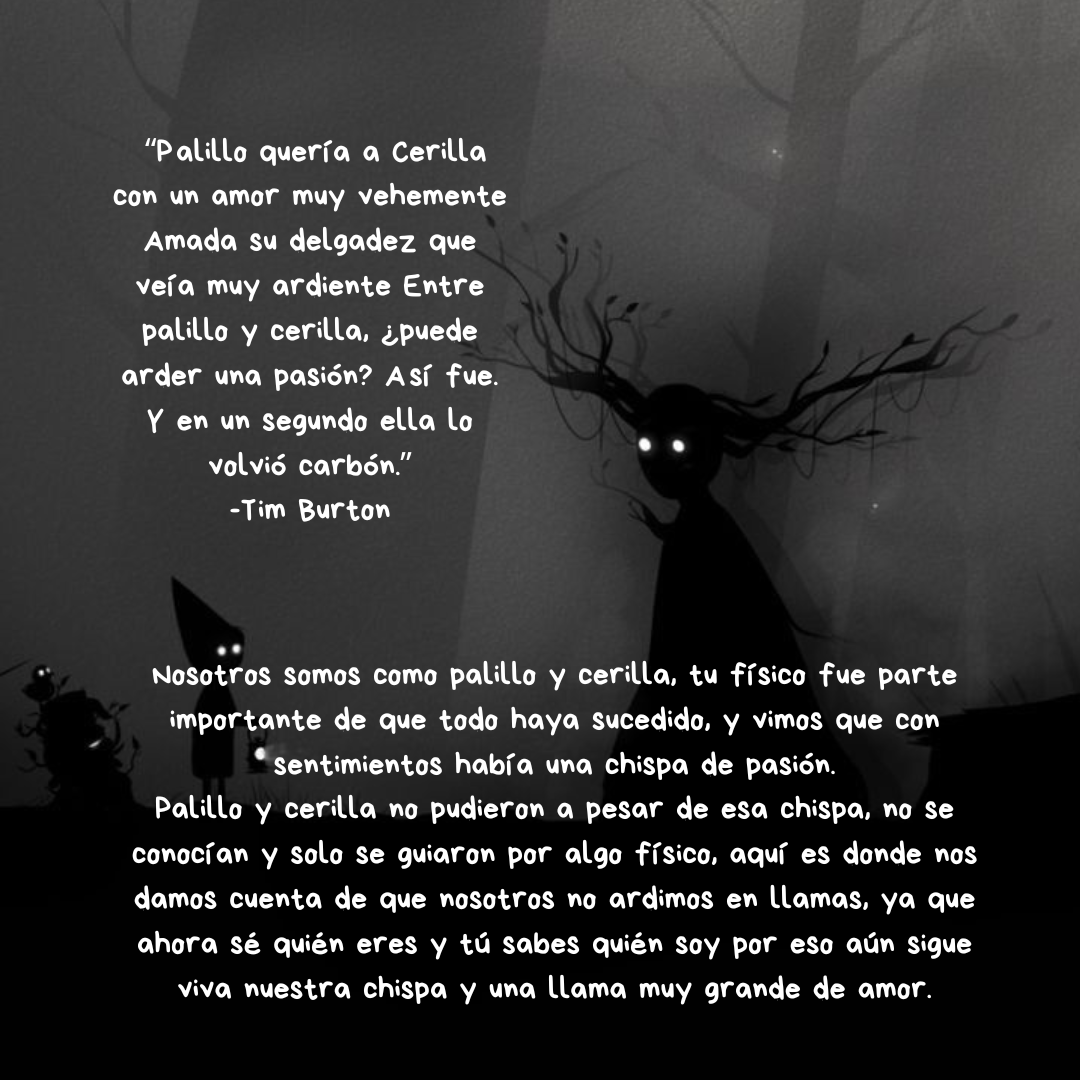 “Palillo quería a Cerilla
con un amor muy vehemente
Amada su delgadez que
veía muy ardiente Entre
palillo y cerilla, ¿puede
arder una pasión? Así fue.
Y en un segundo ella lo
volvió carbón.”
-Tim Burton
Nosotros somos como palillo y cerilla, tu físico fue parte
importante de que todo haya sucedido, y vimos que con
sentimientos había una chispa de pasión.
Palillo y cerilla no pudieron a pesar de esa chispa, no se
conocían y solo se guiaron por algo físico, aquí es donde nos
damos cuenta de que nosotros no ardimos en llamas, ya que
ahora sé quién eres y tú sabes quién soy por eso aún sigue
viva nuestra chispa y una llama muy grande de amor.